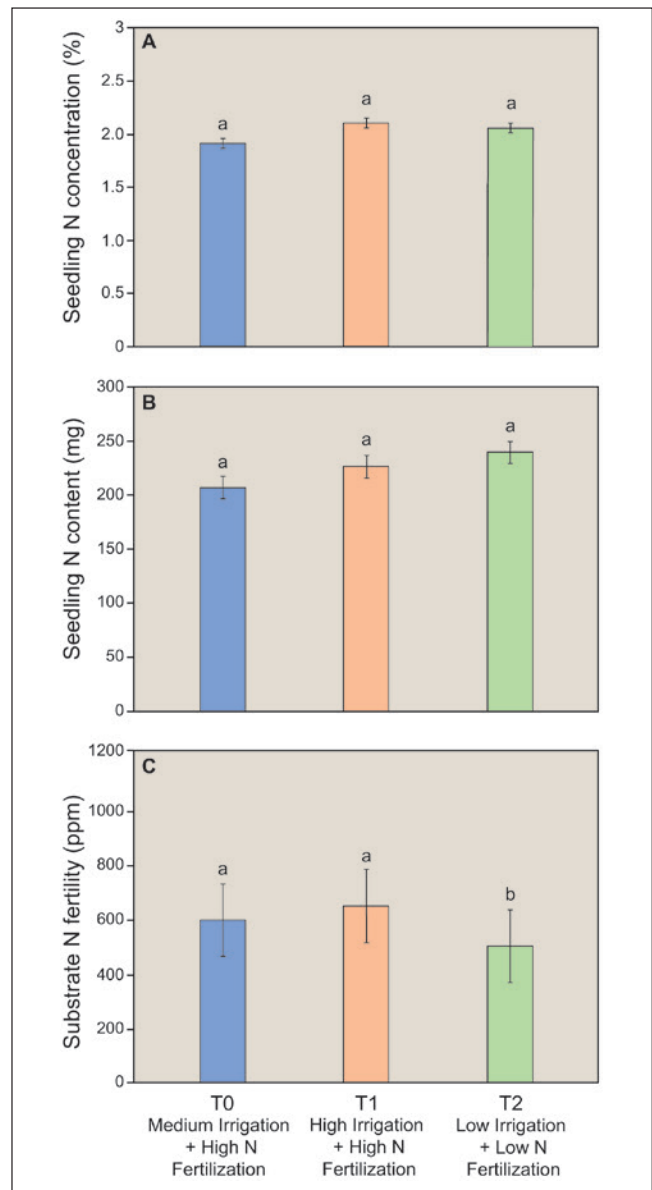 A
Seedling N concentration (%)
3
2.5
2.0
1.5
1.0
0.5
0
a
a
a
B
Seedling N content (mg)
300
250
200
150
100
50
0
a
a
a
C
Substrate N fertility (ppm)
1200
1000
800
600
400
200
0
a
a
b
T0
Medium Irrigation
+ High N
Fertilization
T1
High Irrigation
+ High N
Fertilization
T2
Low Irrigation
+ Low N
Fertilization